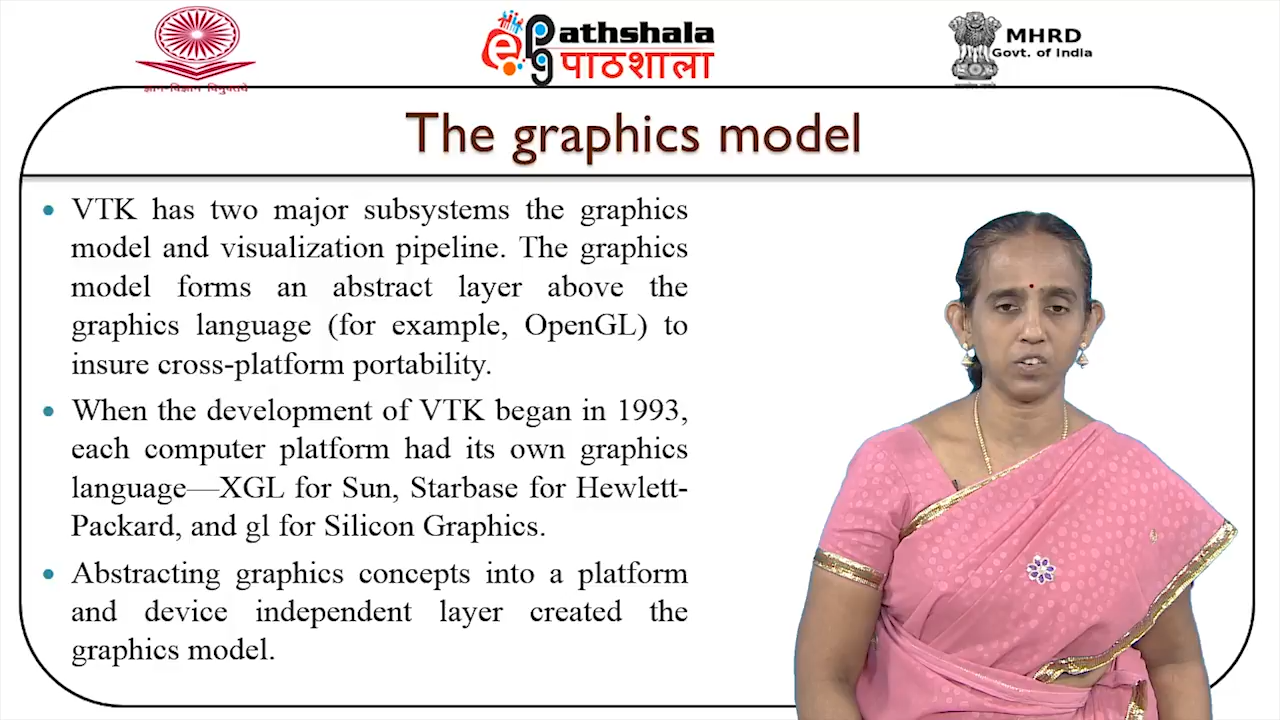 ज्ञान-विज्ञान विमुक्तये
ePathshala
पाठशाला
MHRD
Govt. of India
The graphics model
• VTK has two major subsystems the graphics
model and visualization pipeline. The graphics
model forms an abstract layer above the
graphics language (for example, OpenGL) to
insure cross-platform portability.
• When the development of VTK began in 1993,
each computer platform had its own graphics
language—XGL for Sun, Starbase for Hewlett-
Packard, and gl for Silicon Graphics.
• Abstracting graphics concepts into a platform
and device independent layer created the
graphics model.